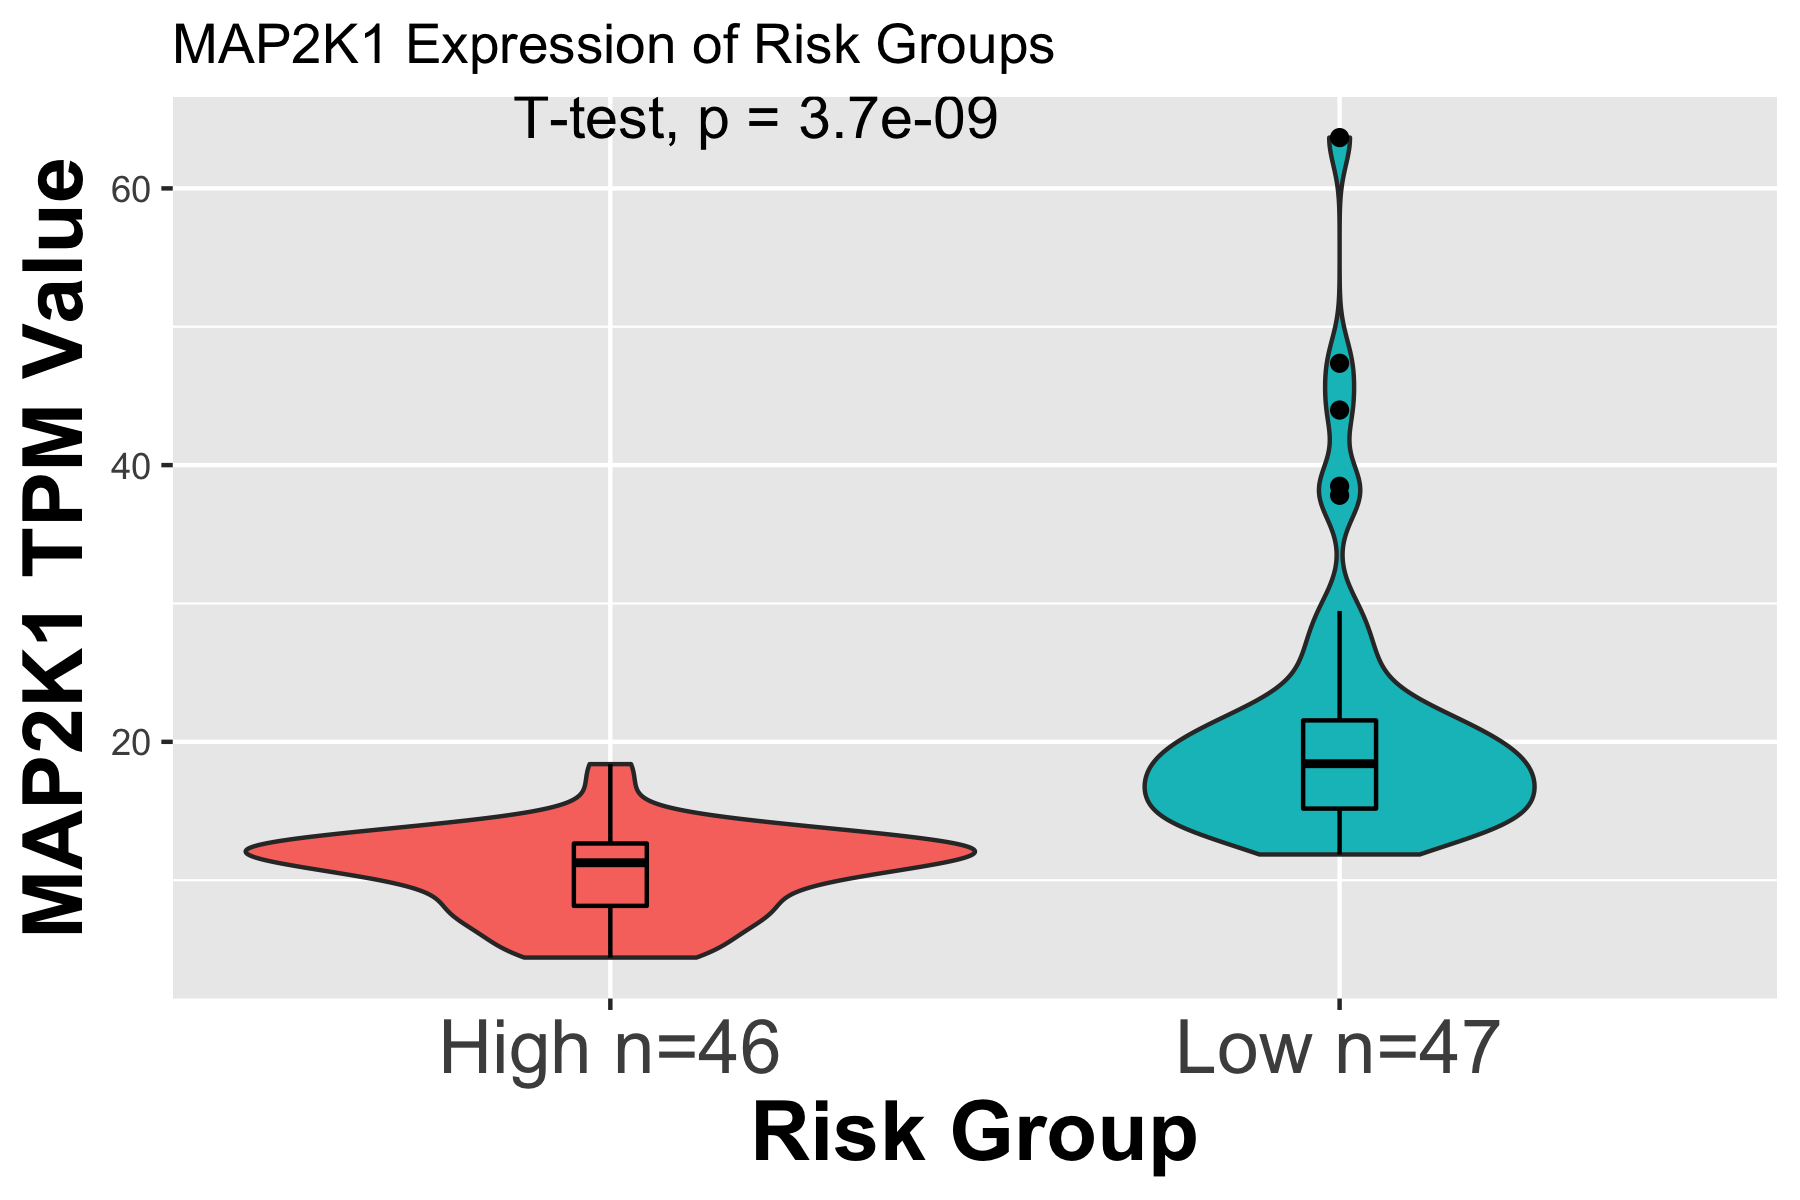 MAP2K1 Expression of Risk Groups
T-test, p = 3.7e-09
MAP2K1 TPM Value
60
40
20
High n=46
Low n=47
Risk Group